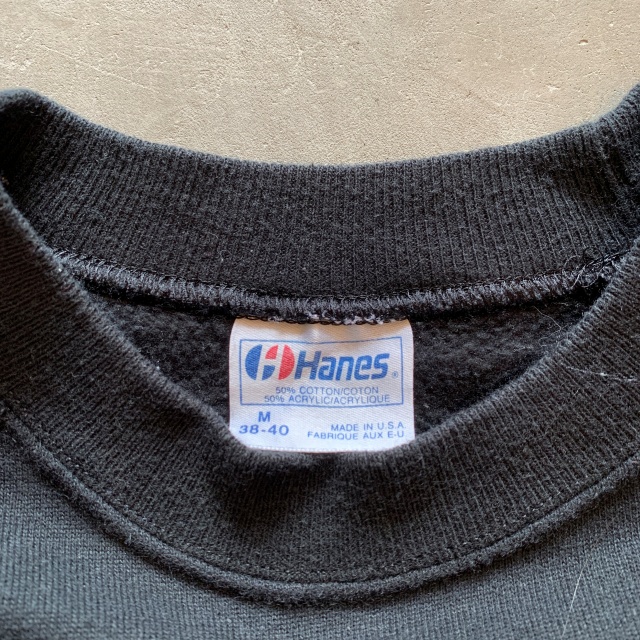 Hanes®
50% COTTON/COTON
50% ACRYLIC/ACRYLIQUE
M
38-40
MADE IN U.S.A.
FABRIQUE AUX E-U